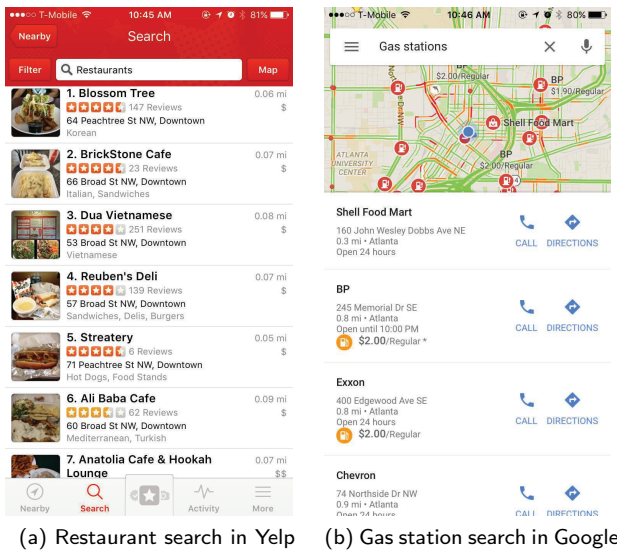 T-Mobile 10:45 AM 81%
Nearby Search
Filter Restaurants Map
1. Blossom Tree 0.06 mi
147 Reviews $
64 Peachtree St NW, Downtown
Korean
2. BrickStone Cafe 0.07 mi
23 Reviews $
66 Broad St NW, Downtown
Italian, Sandwiches
3. Dua Vietnamese 0.08 mi
251 Reviews $
53 Broad St NW, Downtown
Vietnamese
4. Reuben's Deli 0.07 mi
139 Reviews $
57 Broad St NW, Downtown
Sandwiches, Delis, Burgers
5. Streatery 0.05 mi
6 Reviews $
71 Peachtree St NW, Downtown
Hot Dogs, Food Stands
6. Ali Baba Cafe 0.09 mi
62 Reviews $
60 Broad St NW, Downtown
Mediterranean, Turkish
7. Anatolia Cafe & Hookah 0.07 mi
Lounge $$
Nearby Search Activity More
(a) Restaurant search in Yelp
T-Mobile 10:46 AM 80%
Gas stations
BP
$2.00/Regular
BP
$1.90/Regular
Shell Food Mart
BP
$2.00/Regular
ATLANTA
UNIVERSITY
CENTER
4
Shell Food Mart
160 John Wesley Dobbs Ave NE
0.3 mi • Atlanta
Open 24 hours
CALL DIRECTIONS
BP
245 Memorial Dr SE
0.8 mi • Atlanta
Open until 10:00 PM
$2.00/Regular *
CALL DIRECTIONS
Exxon
400 Edgewood Ave SE
0.8 mi • Atlanta
Open 24 hours
$2.00/Regular
CALL DIRECTIONS
Chevron
74 Northside Dr NW
0.9 mi • Atlanta
Open 24 hours
CALL DIRECTIONS
(b) Gas station search in Google